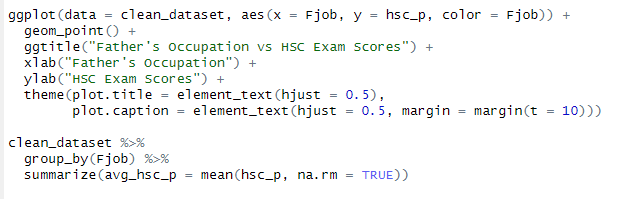 ggplot(data = clean_dataset, aes(x = Fjob, y = hsc_p, color = Fjob)) +
  geom_point() +
  ggtitle("Father's Occupation vs HSC Exam Scores") +
  xlab("Father's Occupation") +
  ylab("HSC Exam Scores") +
  theme(plot.title = element_text(hjust = 0.5),
        plot.caption = element_text(hjust = 0.5, margin = margin(t = 10)))

clean_dataset %>%
  group_by(Fjob) %>%
  summarize(avg_hsc_p = mean(hsc_p, na.rm = TRUE))